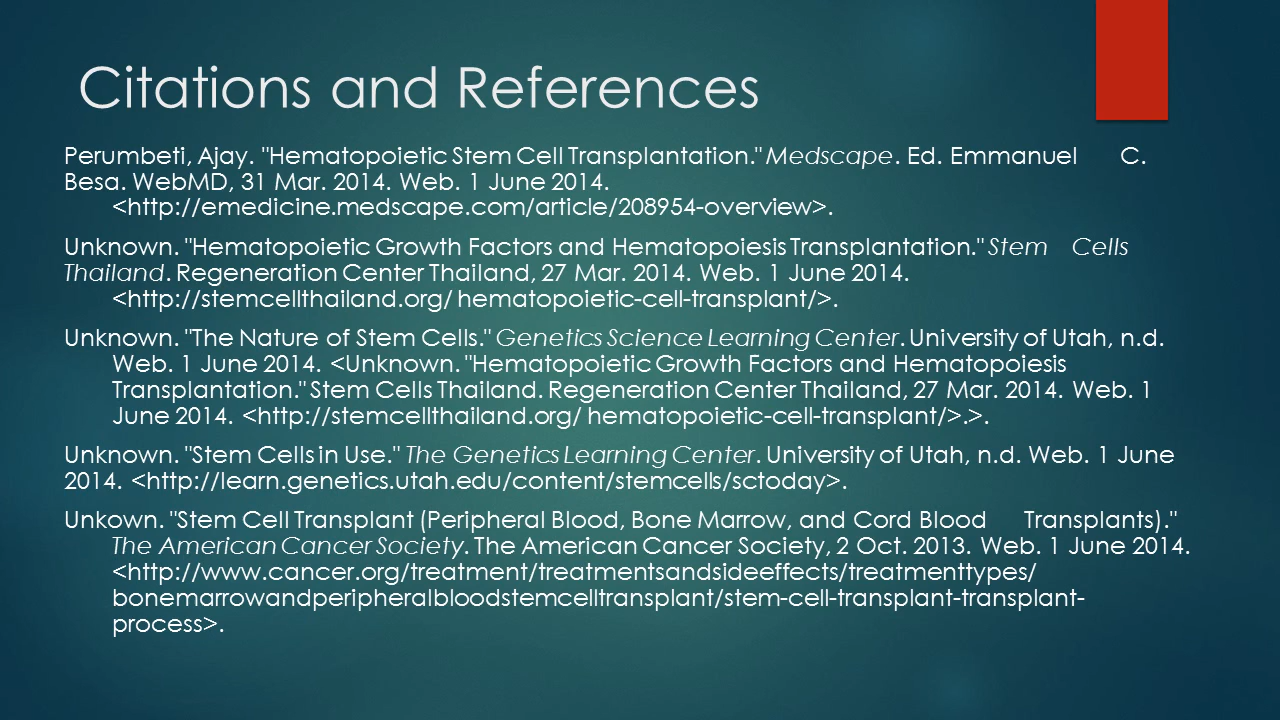 Citations and References
Perumbeti, Ajay. "Hematopoietic Stem Cell Transplantation." Medscape. Ed. Emmanuel C.
Besa. WebMD, 31 Mar. 2014. Web. 1 June 2014.
<http://emedicine.medscape.com/article/208954-overview>.
Unknown. "Hematopoietic Growth Factors and Hematopoiesis Transplantation." Stem Cells
Thailand. Regeneration Center Thailand, 27 Mar. 2014. Web. 1 June 2014.
<http://stemcellthailand.org/ hematopoietic-cell-transplant/>.
Unknown. "The Nature of Stem Cells." Genetics Science Learning Center. University of Utah, n.d.
Web. 1 June 2014. <Unknown. "Hematopoietic Growth Factors and Hematopoiesis
Transplantation." Stem Cells Thailand. Regeneration Center Thailand, 27 Mar. 2014. Web. 1
June 2014. <http://stemcellthailand.org/ hematopoietic-cell-transplant/>.>.
Unknown. "Stem Cells in Use." The Genetics Learning Center. University of Utah, n.d. Web. 1 June
2014. <http://learn.genetics.utah.edu/content/stemcells/sctoday>.
Unkown. "Stem Cell Transplant (Peripheral Blood, Bone Marrow, and Cord Blood Transplants)."
The American Cancer Society. The American Cancer Society, 2 Oct. 2013. Web. 1 June 2014.
<http://www.cancer.org/treatment/treatmentsandsideeffects/treatmenttypes/
bonemarrowandperipheralbloodstemcelltransplant/stem-cell-transplant-transplant-
process>.